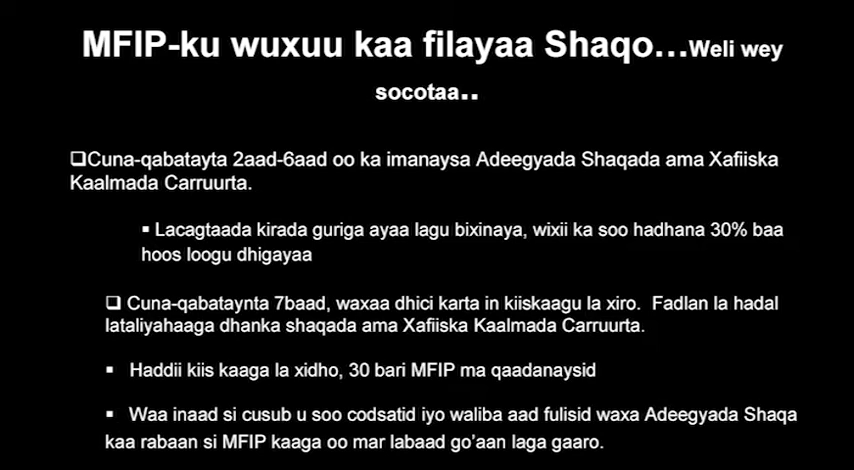 MFIP-ku wuxuu kaa filayaa Shaqo...Weli wey
socotaa..
❑Cuna-qabatayta 2aad-6aad oo ka imanaysa Adeegyada Shaqada ama Xafiiska
Kaalmada Carruurta.
▪ Lacagtaada kirada guriga ayaa lagu bixinaya, wixii ka soo hadhana 30% baa
hoos loogu dhigayaa
❑ Cuna-qabataynta 7baad, waxaa dhici karta in kiiskaagu la xiro. Fadlan la hadal
lataliyahaaga dhanka shaqada ama Xafiiska Kaalmada Carruurta.
▪ Haddii kiis kaaga la xidho, 30 bari MFIP ma qaadanaysid
▪ Waa inaad si cusub u soo codsatid iyo waliba aad fulisid waxa Adeegyada Shaqa
kaa rabaan si MFIP kaaga oo mar labaad go'aan laga gaaro.